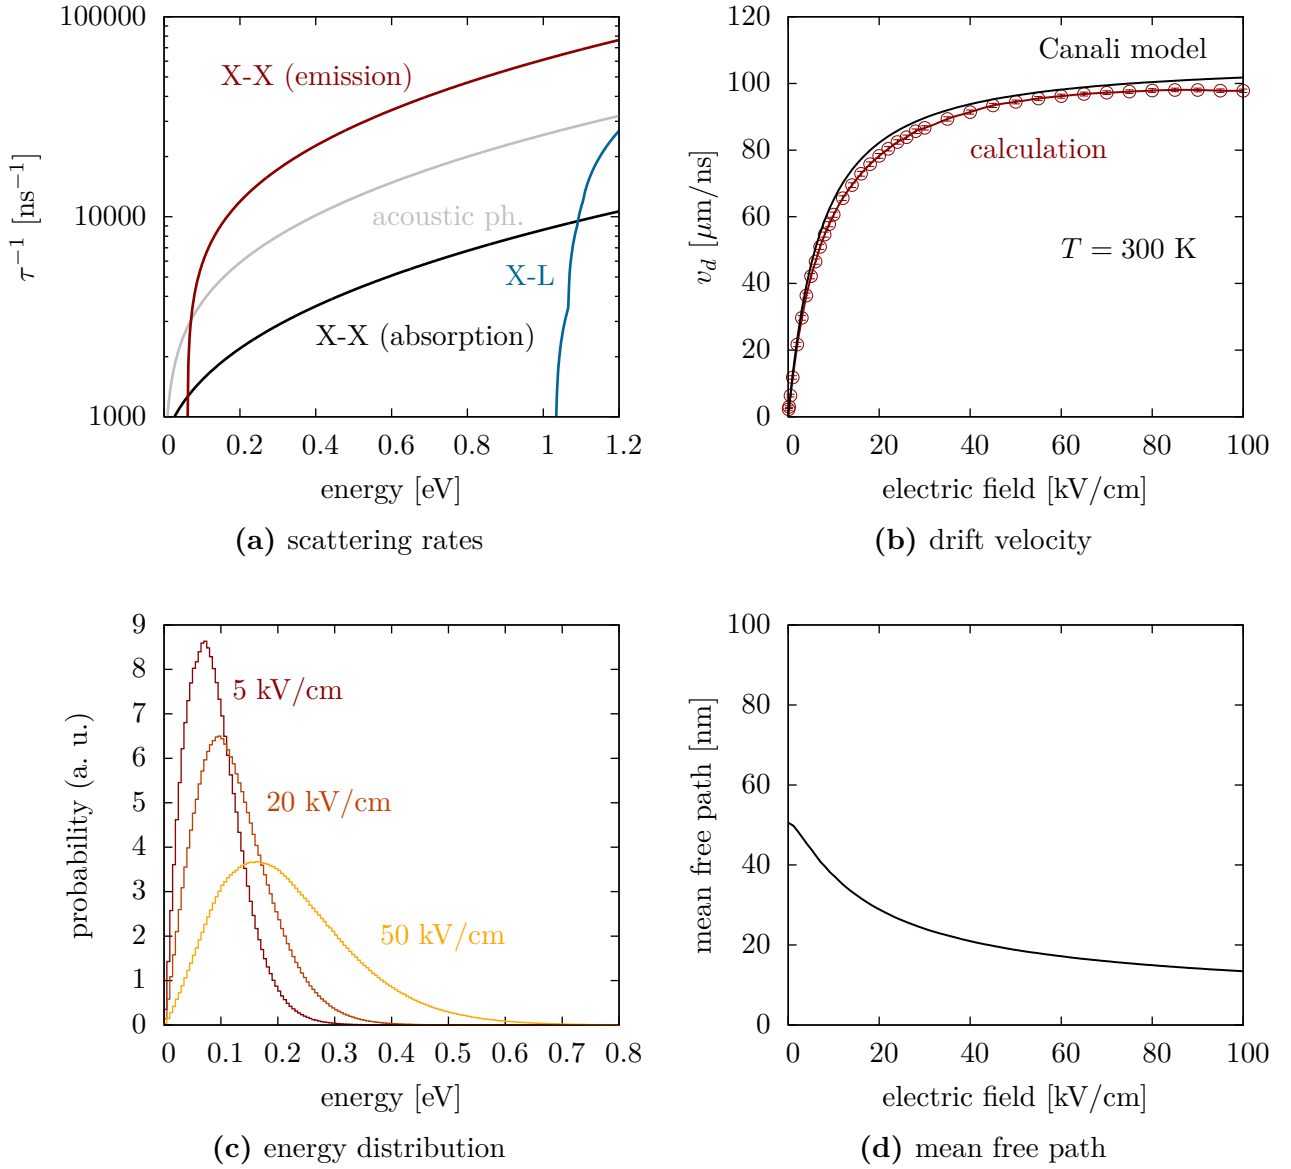 100000
10000
1000
τ⁻¹ [ns⁻¹]
X-X (emission)
acoustic ph.
X-L
X-X (absorption)
0 0.2 0.4 0.6 0.8 1 1.2
energy [eV]
(a) scattering rates
120
100
80
60
40
20
0
v_d [μm/ns]
Canali model
calculation
T = 300 K
0 20 40 60 80 100
electric field [kV/cm]
(b) drift velocity
9
8
7
6
5
4
3
2
1
0
probability (a. u.)
5 kV/cm
20 kV/cm
50 kV/cm
0 0.1 0.2 0.3 0.4 0.5 0.6 0.7 0.8
energy [eV]
(c) energy distribution
100
80
60
40
20
0
mean free path [nm]
0 20 40 60 80 100
electric field [kV/cm]
(d) mean free path